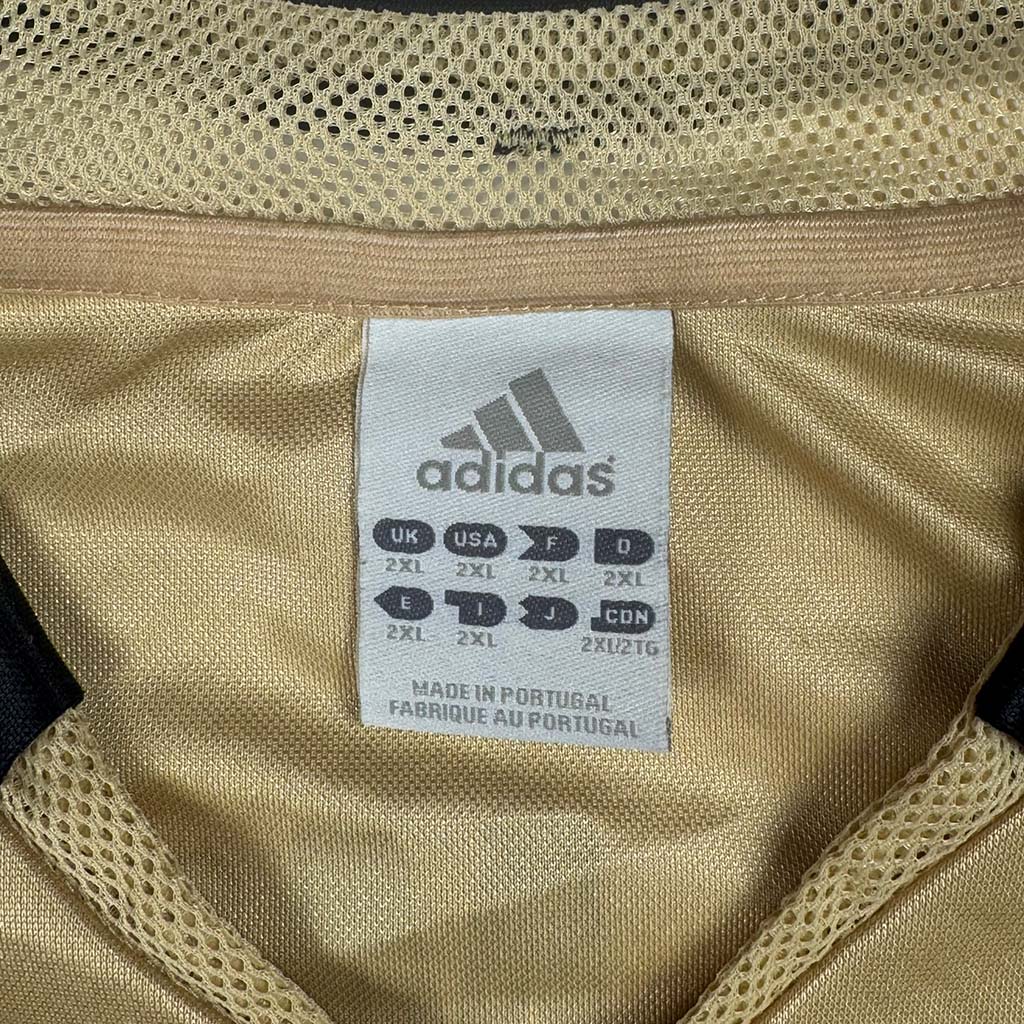 adidas
UK USA F D
2XL 2XL 2XL 2XL
E I J CDN
2XL 2XL 2XL/2TG
MADE IN PORTUGAL
FABRIQUE AU PORTUGAL